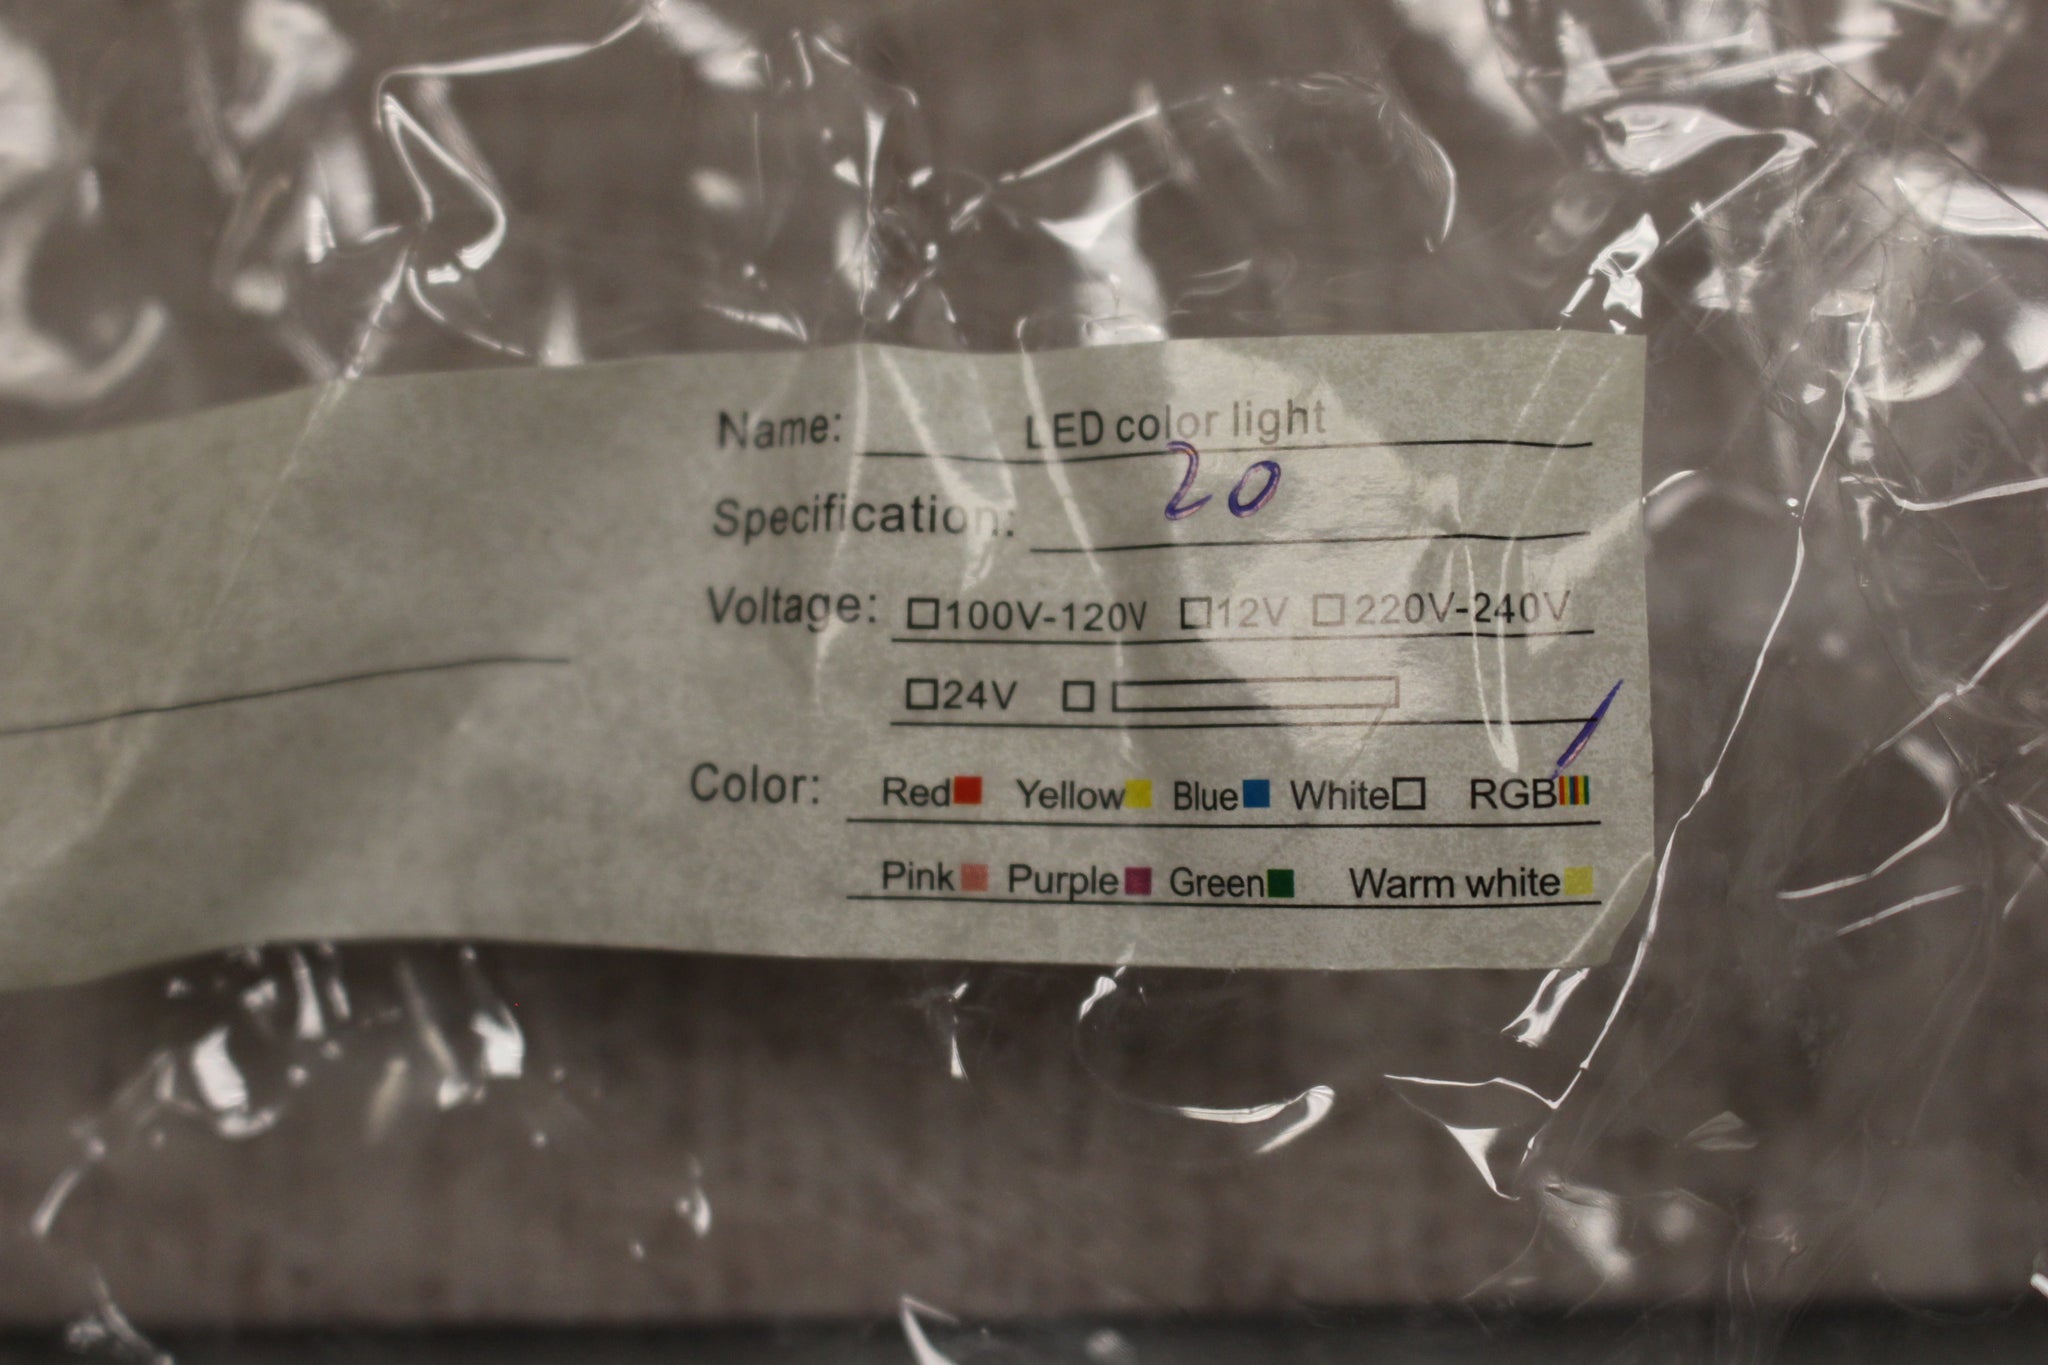 Name: LED color light
Specification: 20
Voltage: □100V-120V □12V □220V-240V
□24V □
Color: Red Yellow Blue White□ RGB
Pink Purple Green Warm white